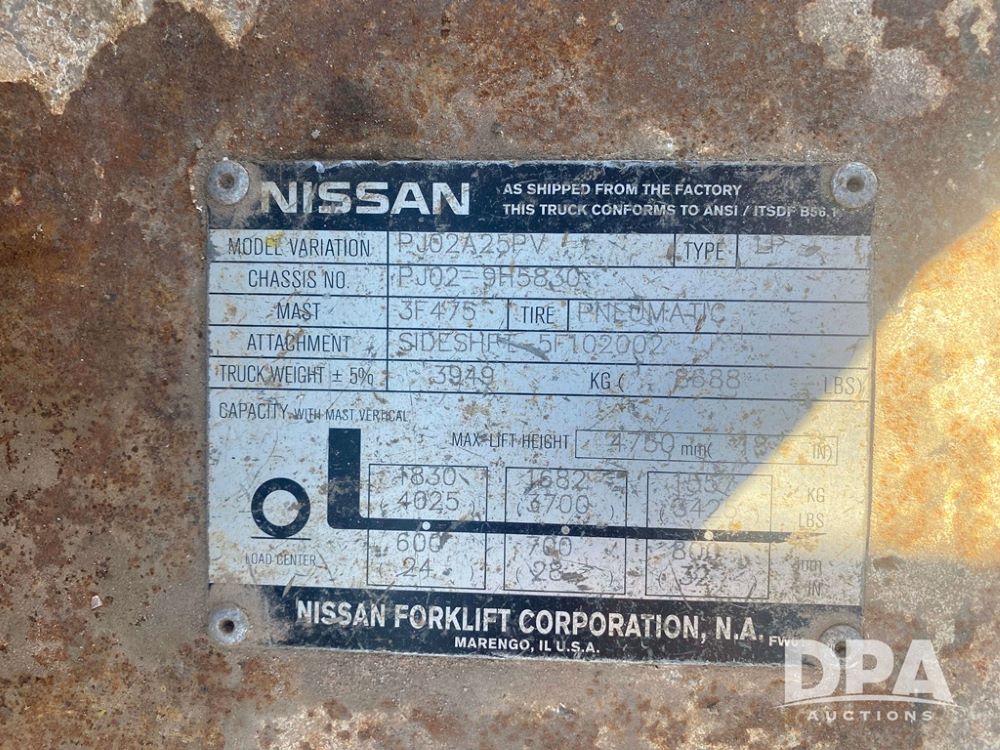 NISSAN AS SHIPPED FROM THE FACTORY
THIS TRUCK CONFORMS TO ANSI / ITSDF B56.1
MODEL VARIATION PJ02A25PV TYPE LP
CHASSIS NO. PJ02-9H5830
MAST 3F475 TIRE PNEUMATIC
ATTACHMENT 5F102002
TRUCK WEIGHT ± 5% 3949 KG ( 8688 LBS)
CAPACITY WITH MAST VERTICAL
MAX-LIFT-HEIGHT 4750 mm( IN)
1830 1682 KG
( 4025 ) ( 3700 ) LBS
600 700 800 mm
LOAD CENTER ( 24 ) ( 28 ) ( 32 ) IN
NISSAN FORKLIFT CORPORATION, N.A.
MARENGO, IL U.S.A.
DPA
AUCTIONS